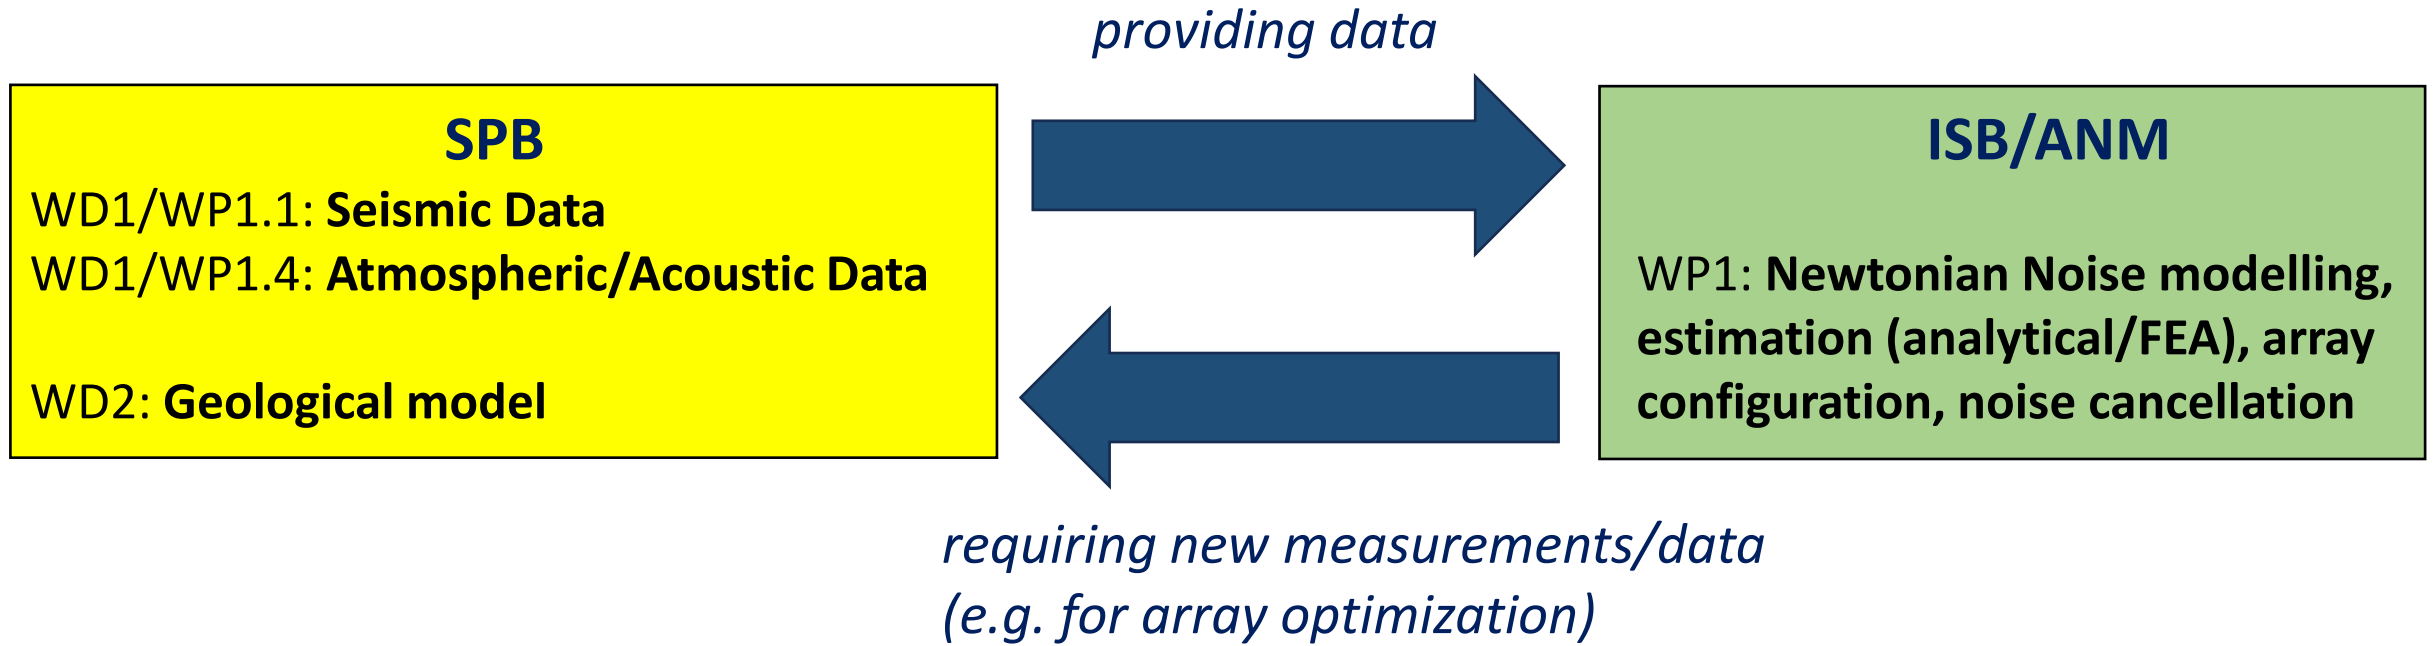 providing data
SPB
WD1/WP1.1: Seismic Data
WD1/WP1.4: Atmospheric/Acoustic Data
WD2: Geological model
ISB/ANM
WP1: Newtonian Noise modelling,
estimation (analytical/FEA), array
configuration, noise cancellation
requiring new measurements/data
(e.g. for array optimization)